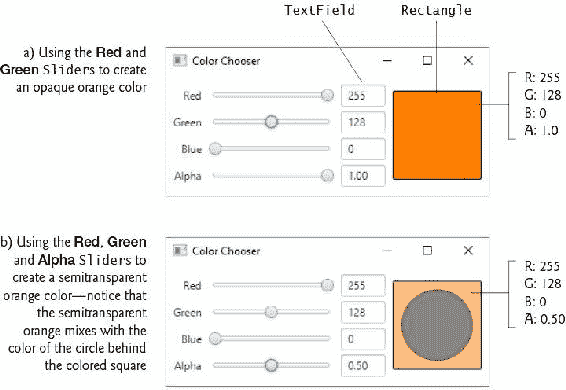 TextField
Rectangle
a) Using the Red and
Green Sliders to create
an opaque orange color
Color Chooser
Red
255
Green
128
Blue
0
Alpha
1.00
R: 255
G: 128
B: 0
A: 1.0
b) Using the Red, Green
and Alpha Sliders to
create a semitransparent
orange color—notice that
the semitransparent
orange mixes with the
color of the circle behind
the colored square
Color Chooser
Red
255
Green
128
Blue
0
Alpha
0.50
R: 255
G: 128
B: 0
A: 0.50